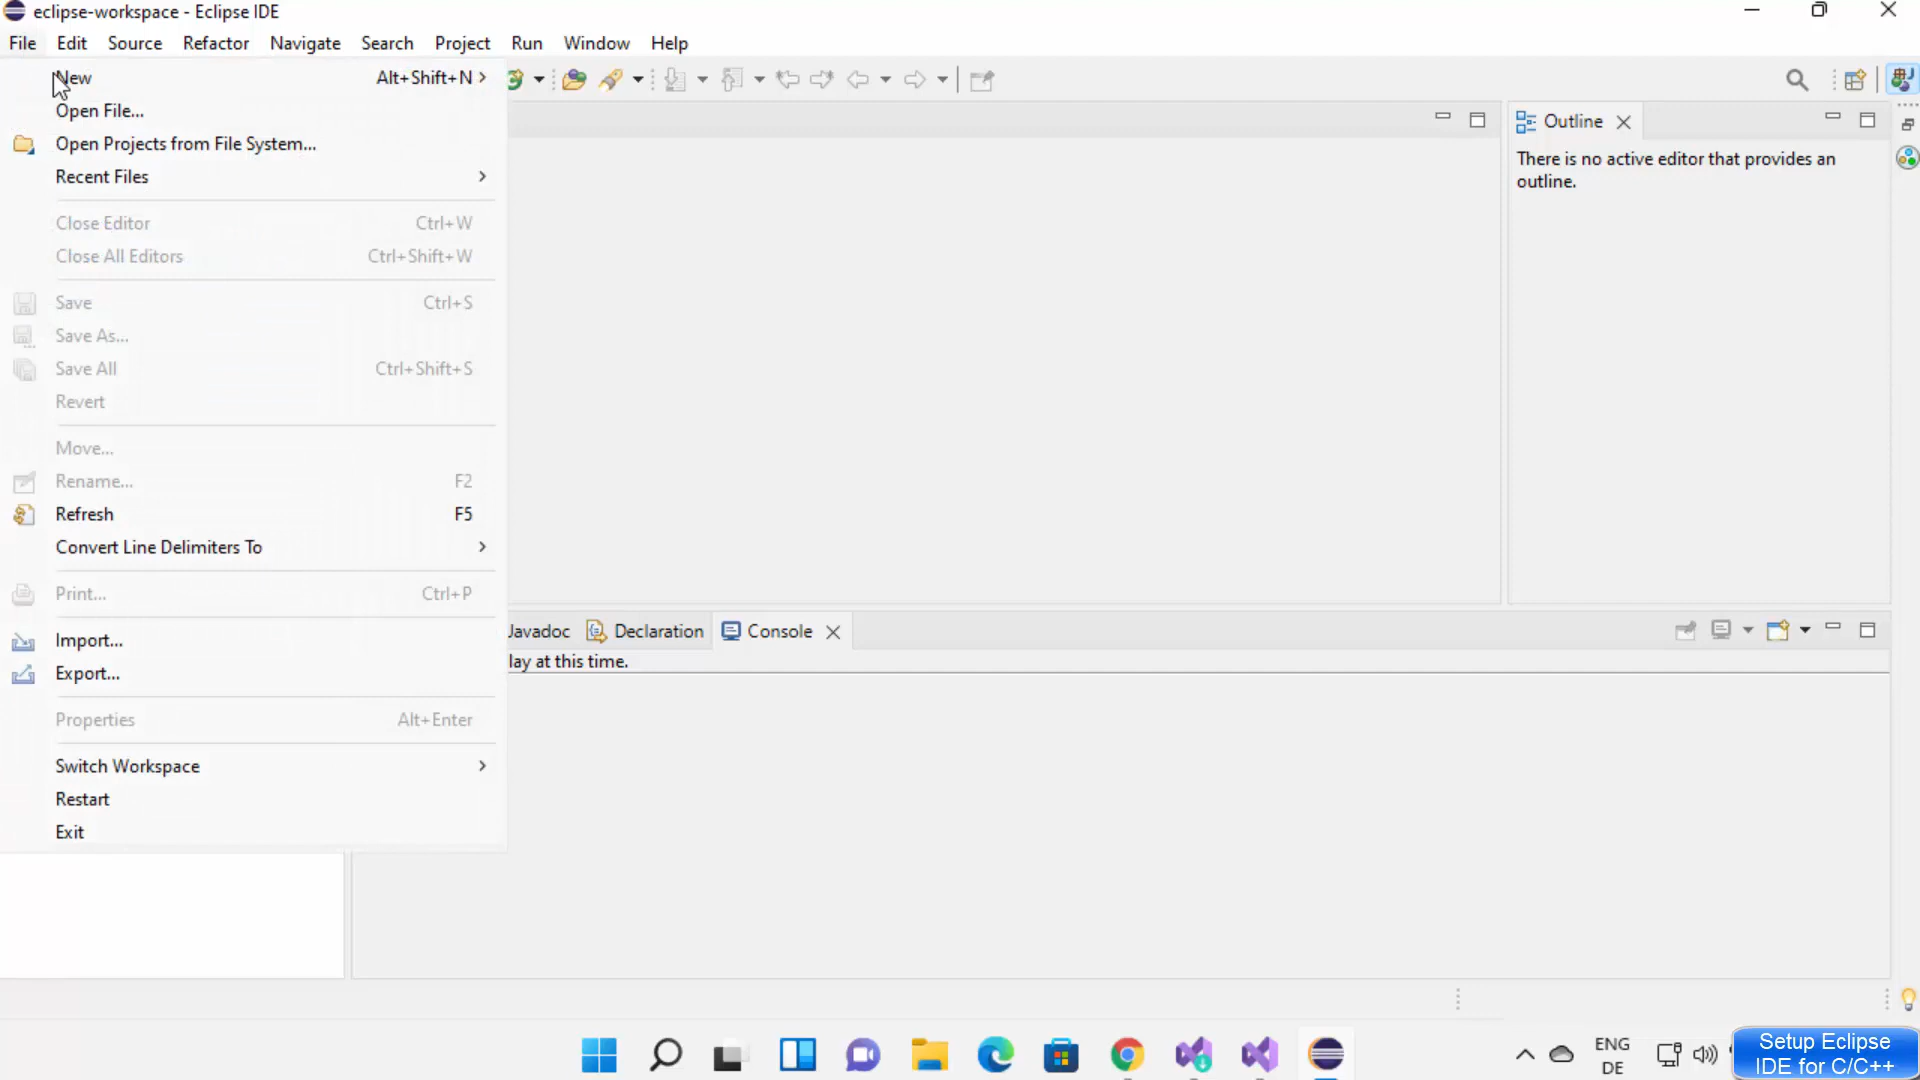 eclipse-workspace - Eclipse IDE
File Edit Source Refactor Navigate Search Project Run Window Help
New Alt+Shift+N
Open File...
Open Projects from File System...
Recent Files
Close Editor Ctrl+W
Close All Editors Ctrl+Shift+W
Save Ctrl+S
Save As...
Save All Ctrl+Shift+S
Revert
Move...
Rename... F2
Refresh F5
Convert Line Delimiters To
Print... Ctrl+P
Import...
Export...
Properties Alt+Enter
Switch Workspace
Restart
Exit
Outline
There is no active editor that provides an
outline.
Javadoc Declaration Console
lay at this time.
ENG
DE
Setup Eclipse
IDE for C/C++